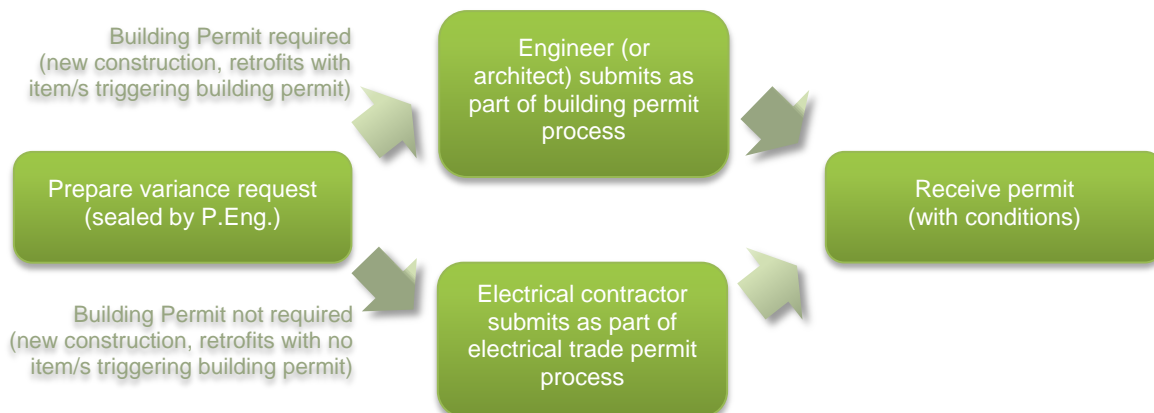 Building Permit required
(new construction, retrofits with
item/s triggering building permit)
Engineer (or
architect) submits as
part of building permit
process
Prepare variance request
(sealed by P.Eng.)
Receive permit
(with conditions)
Building Permit not required
(new construction, retrofits with no
item/s triggering building permit)
Electrical contractor
submits as part of
electrical trade permit
process